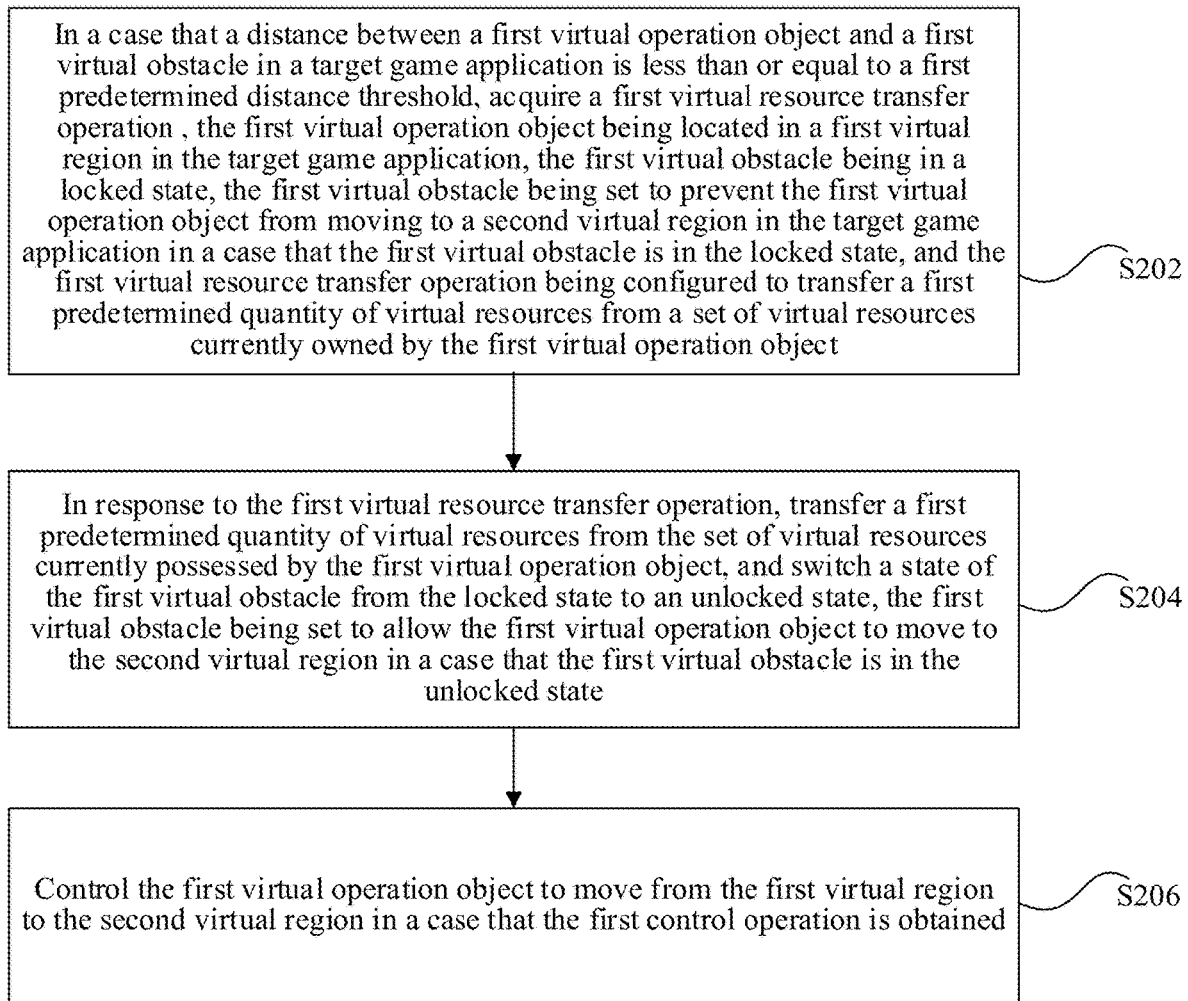 In a case that a distance between a first virtual operation object and a first
virtual obstacle in a target game application is less than or equal to a first
predetermined distance threshold, acquire a first virtual resource transfer
operation , the first virtual operation object being located in a first virtual
region in the target game application, the first virtual obstacle being in a
locked state, the first virtual obstacle being set to prevent the first virtual
operation object from moving to a second virtual region in the target game
application in a case that the first virtual obstacle is in the locked state, and the
first virtual resource transfer operation being configured to transfer a first
predetermined quantity of virtual resources from a set of virtual resources
currently owned by the first virtual operation object
S202
In response to the first virtual resource transfer operation, transfer a first
predetermined quantity of virtual resources from the set of virtual resources
currently possessed by the first virtual operation object, and switch a state of
the first virtual obstacle from the locked state to an unlocked state, the first
virtual obstacle being set to allow the first virtual operation object to move to
the second virtual region in a case that the first virtual obstacle is in the
unlocked state
S204
Control the first virtual operation object to move from the first virtual region
to the second virtual region in a case that the first control operation is obtained
S206